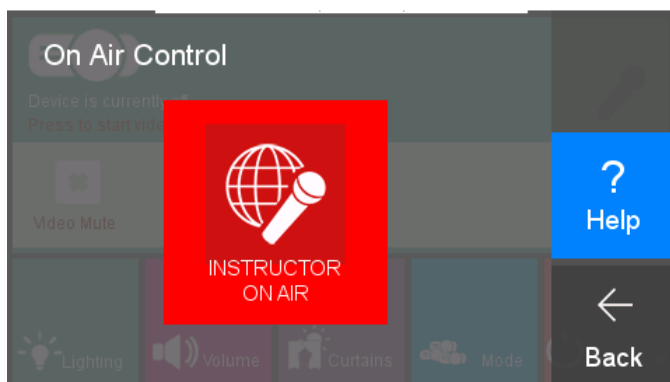 On Air Control
Device is currently
Press to start vide
Video Mute
INSTRUCTOR
ON AIR
?
Help
Lighting
Volume
Curtains
Mode
Back